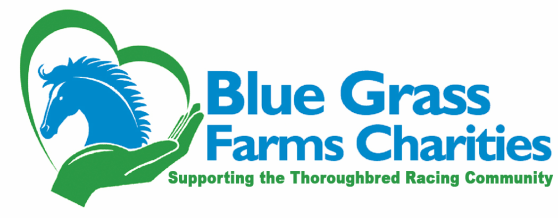 Blue Grass
Farms Charities
Supporting the Thoroughbred Racing Community